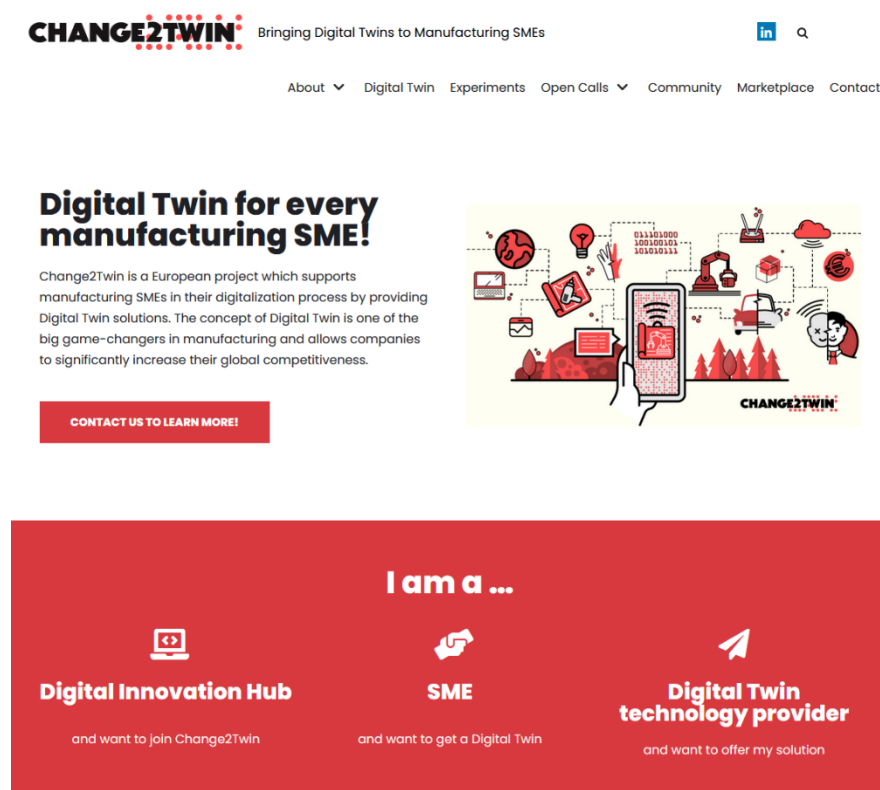 CHANGE2TWIN
Bringing Digital Twins to Manufacturing SMEs
in
About Digital Twin Experiments Open Calls Community Marketplace Contact
Digital Twin for every
manufacturing SME!
Change2Twin is a European project which supports
manufacturing SMEs in their digitalization process by providing
Digital Twin solutions. The concept of Digital Twin is one of the
big game-changers in manufacturing and allows companies
to significantly increase their global competitiveness.
CONTACT US TO LEARN MORE!
011101000
100100101
101010111
CHANGE2TWIN
I am a ...
Digital Innovation Hub
and want to join Change2Twin
SME
and want to get a Digital Twin
Digital Twin
technology provider
and want to offer my solution